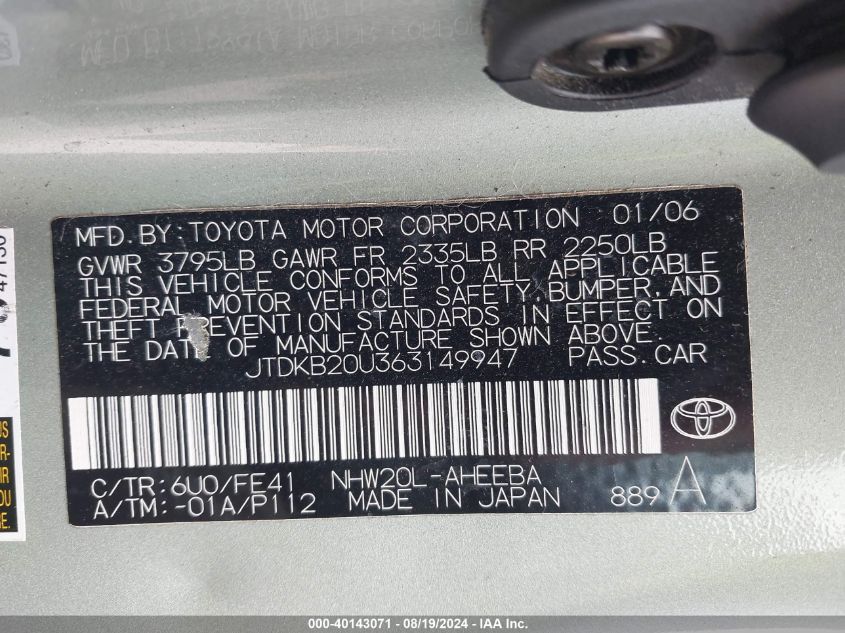 MFD.BY:TOYOTA MOTOR CORPORATION 01/06
GVWR 3795LB GAWR FR 2335LB RR 2250LB
THIS VEHICLE CONFORMS TO ALL APPLICABLE
FEDERAL MOTOR VEHICLE SAFETY,BUMPER,AND
THEFT PREVENTION STANDARDS IN EFFECT ON
THE DATE OF MANUFACTURE SHOWN ABOVE.
JTDKB20U363149947 PASS.CAR
C/TR:6U0/FE41 NHW20L-AHEEBA
A/TM:-01A/P112 MADE IN JAPAN 889 A
000-40143071 - 08/19/2024 - Copyright © 2024 IAA, Inc.